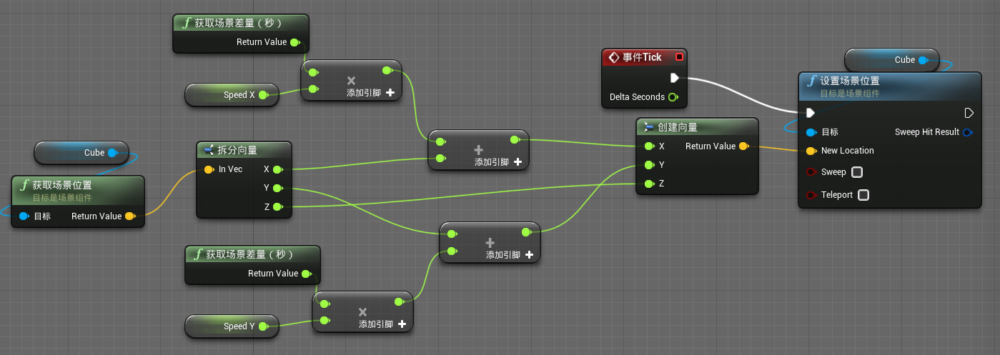 获取场景差量（秒）
Return Value
Speed X
添加引脚
Cube
获取场景位置
目标是场景组件
目标 Return Value
拆分向量
In Vec X
Y
Z
添加引脚
获取场景差量（秒）
Return Value
Speed Y
添加引脚
添加引脚
事件Tick
Delta Seconds
创建向量
X Return Value
Y
Z
Cube
设置场景位置
目标是场景组件
目标 Sweep Hit Result
New Location
Sweep
Teleport